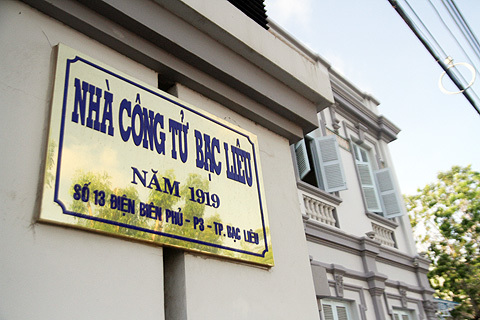 NHÀ CÔNG TỬ BẠC LIÊU
NĂM 1919
SỐ 13 ĐIỆN BIÊN PHỦ - P3 - TP. BẠC LIÊU